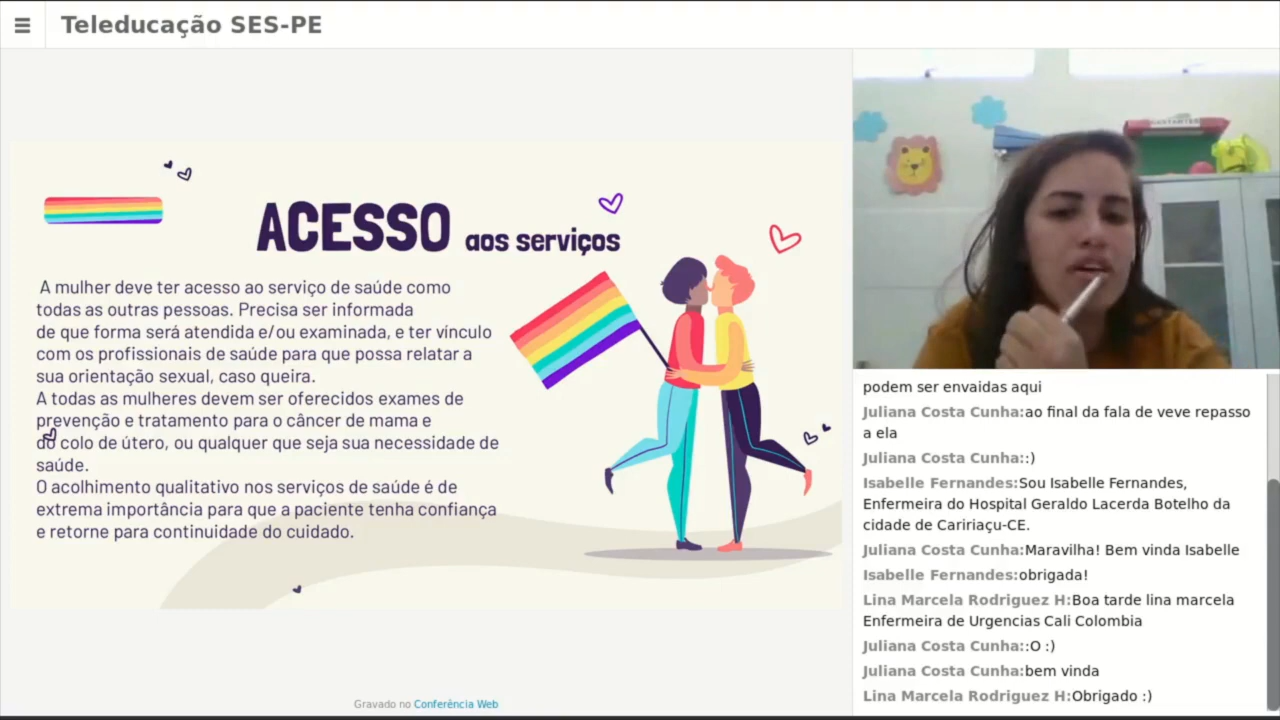 Teleducação SES-PE
ACESSO aos serviços
A mulher deve ter acesso ao serviço de saúde como
todas as outras pessoas. Precisa ser informada
de que forma será atendida e/ou examinada, e ter vínculo
com os profissionais de saúde para que possa relatar a
sua orientação sexual, caso queira.
A todas as mulheres devem ser oferecidos exames de
prevenção e tratamento para o câncer de mama e
do colo de útero, ou qualquer que seja sua necessidade de
saúde.
O acolhimento qualitativo nos serviços de saúde é de
extrema importância para que a paciente tenha confiança
e retorne para continuidade do cuidado.
Gravado no Conferência Web
podem ser envaidas aqui
Juliana Costa Cunha:ao final da fala de veve repasso
a ela
Juliana Costa Cunha::)
Isabelle Fernandes:Sou Isabelle Fernandes,
Enfermeira do Hospital Geraldo Lacerda Botelho da
cidade de Caririaçu-CE.
Juliana Costa Cunha:Maravilha! Bem vinda Isabelle
Isabelle Fernandes:obrigada!
Lina Marcela Rodriguez H:Boa tarde lina marcela
Enfermeira de Urgencias Cali Colombia
Juliana Costa Cunha::O :)
Juliana Costa Cunha:bem vinda
Lina Marcela Rodriguez H:Obrigado :)